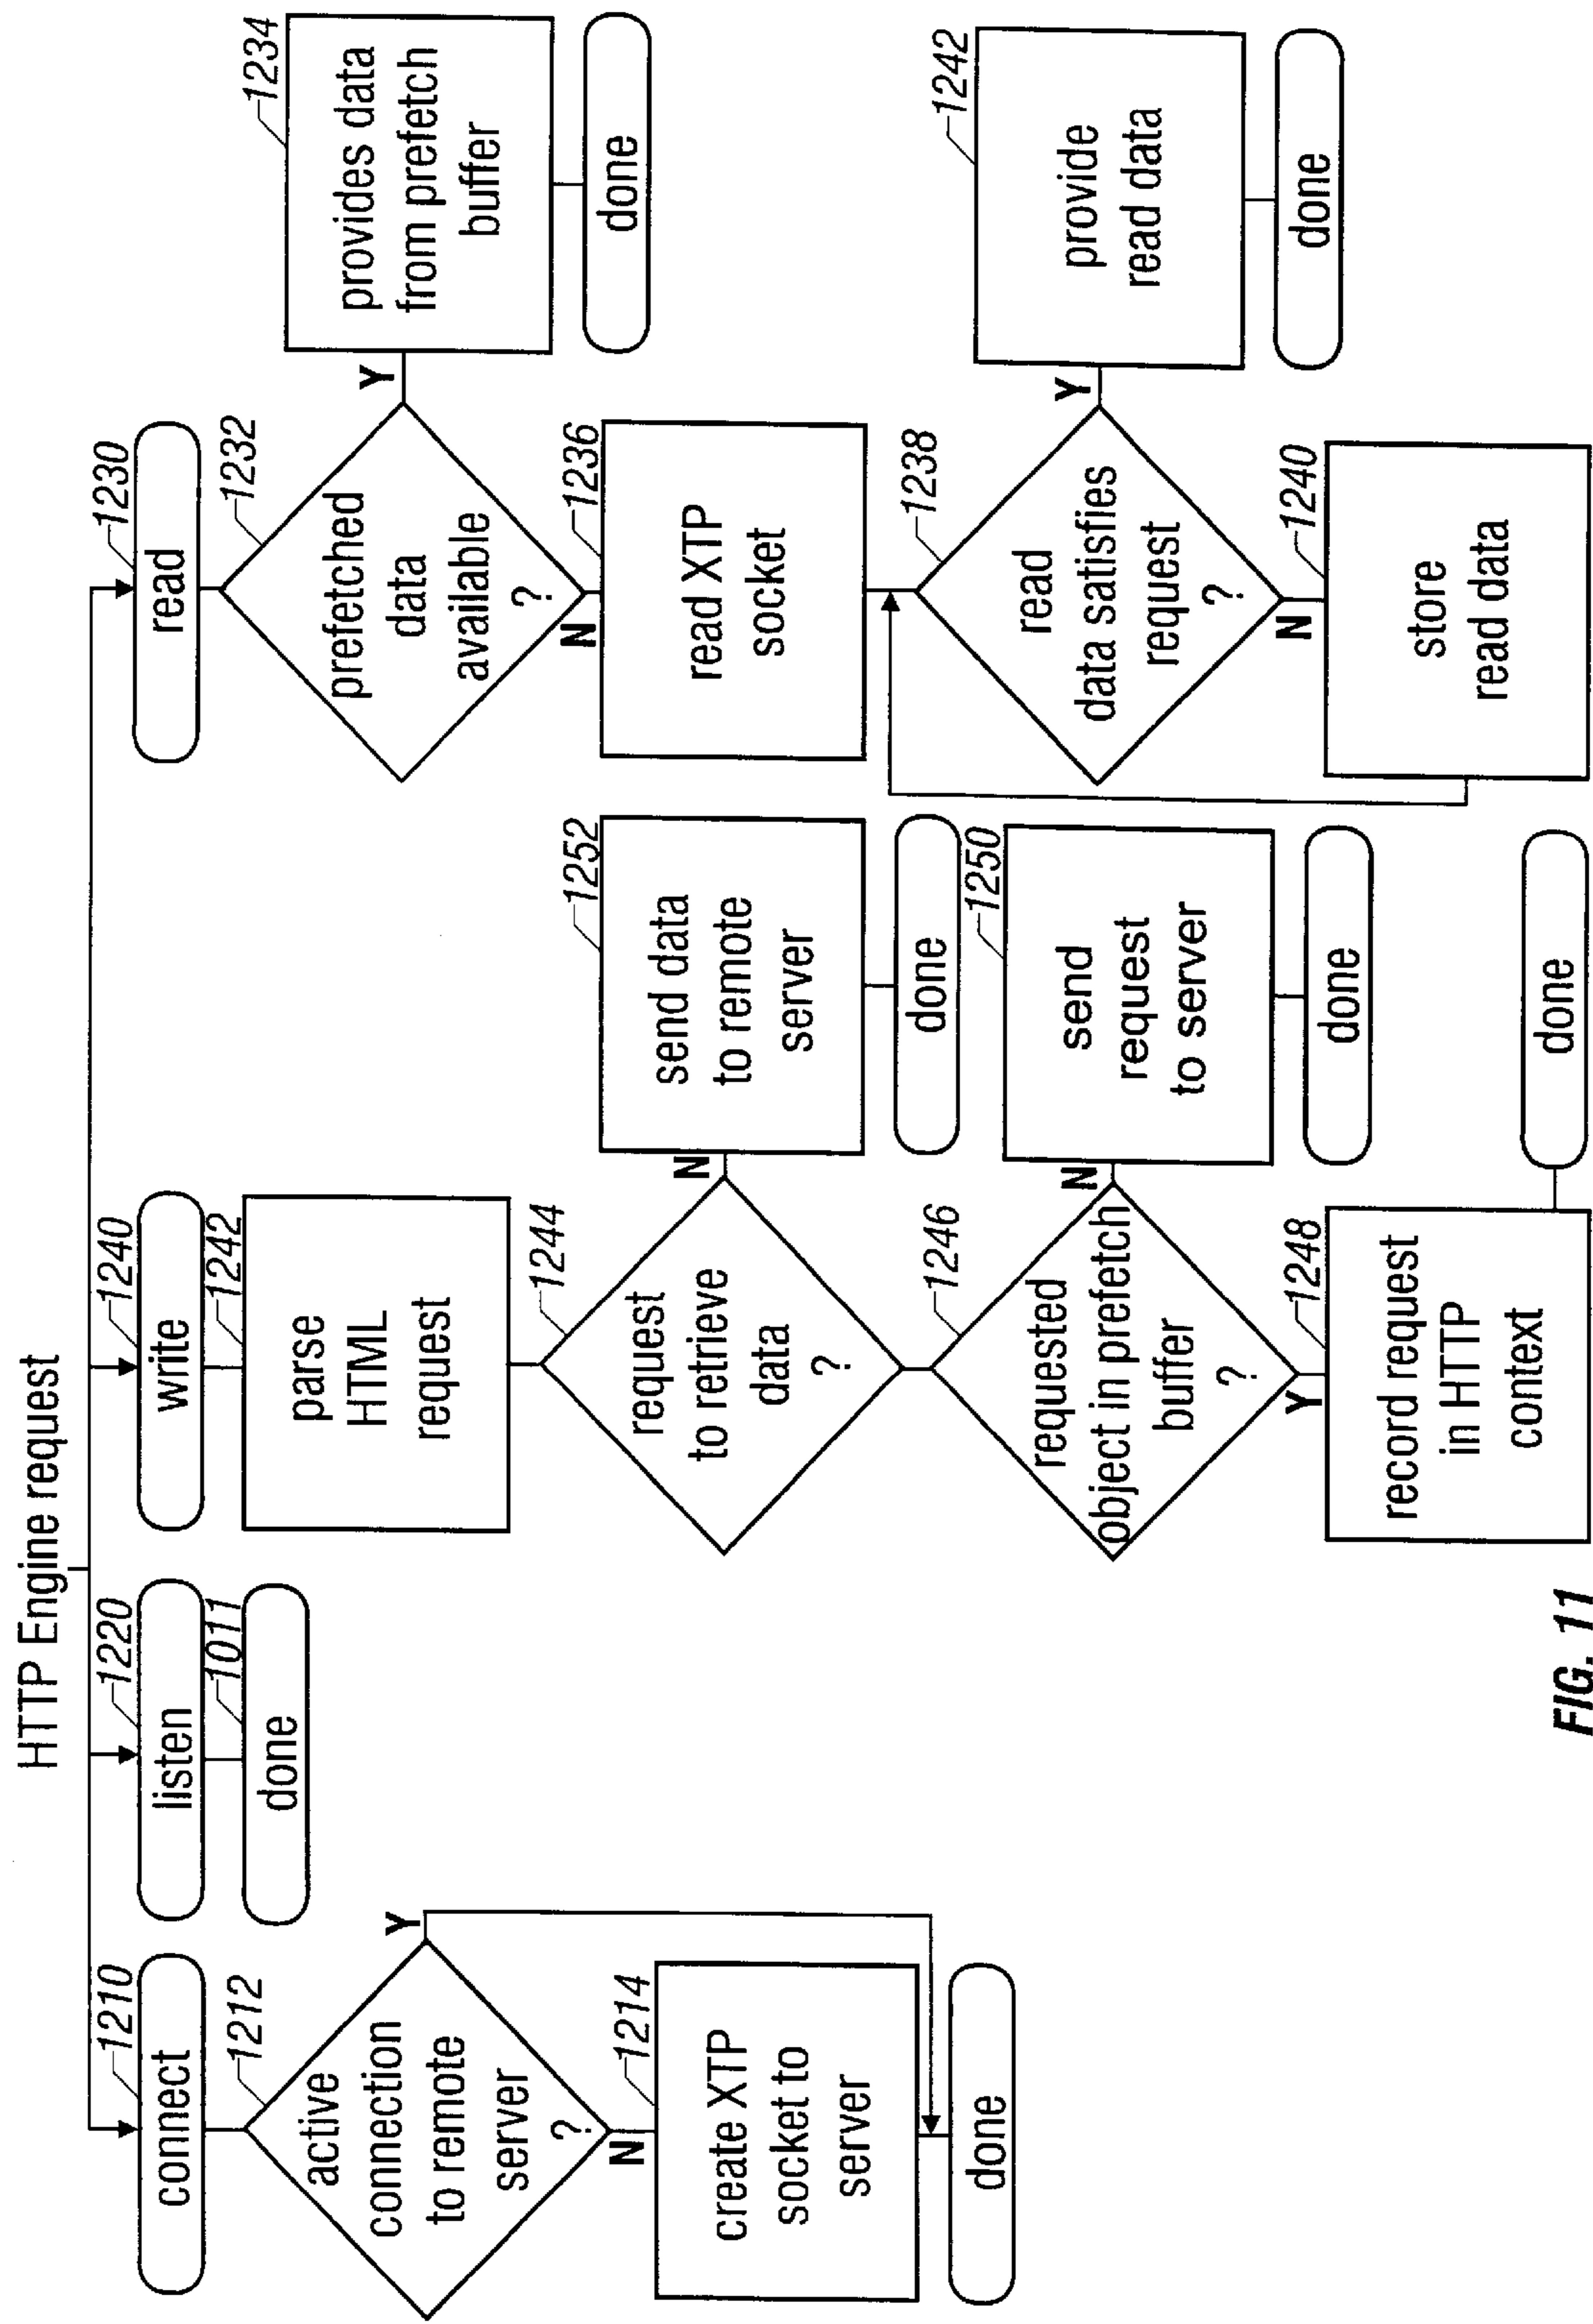 HTTP Engine request
1210
connect
1212
active
connection
to remote
server
?
Y
N
1214
create XTP
socket to
server
done
1220
listen
1011
done
1240
write
1242
parse
HTML
request
1244
request
to retrieve
data
?
N
1252
send data
to remote
server
done
1246
requested
object in prefetch
buffer
?
N
1250
send
request
to server
done
Y
1248
record request
in HTTP
context
done
1230
read
1232
prefetched
data
available
?
Y
1234
provides data
from prefetch
buffer
done
N
1236
read XTP
socket
1238
read
data satisfies
request
?
Y
1242
provide
read data
done
N
1240
store
read data
FIG. 11